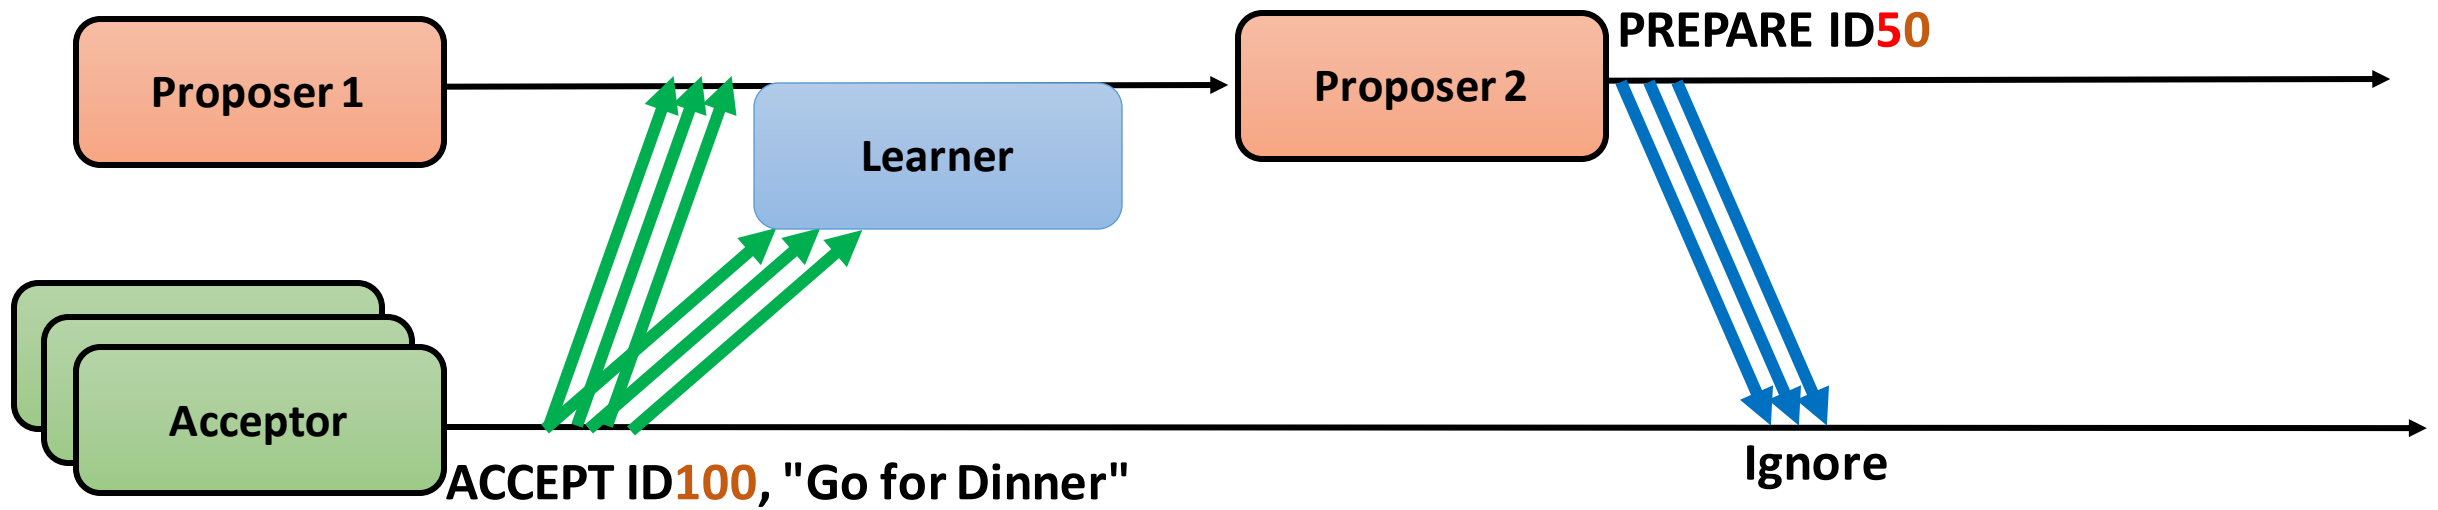 PREPARE ID50
Proposer 1
Proposer 2
Learner
Acceptor
ACCEPT ID100, "Go for Dinner"
Ignore